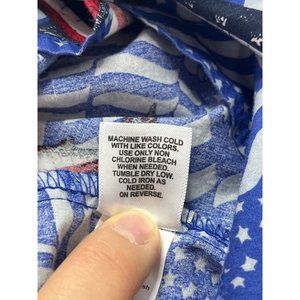 MACHINE WASH COLD
WITH LIKE COLORS.
USE ONLY NON
CHLORINE BLEACH
WHEN NEEDED.
TUMBLE DRY LOW.
COLD IRON AS
NEEDED.
ON REVERSE.